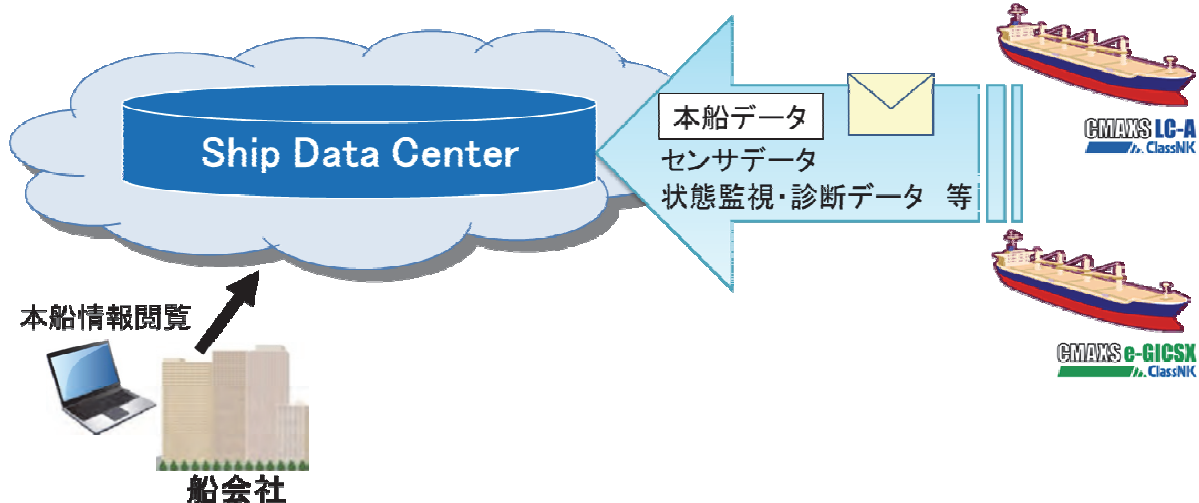 Ship Data Center
本船データ
センサデータ
状態監視・診断データ 等
CMAXS LC-A
ClassNK
CMAXS e-GICSX
ClassNK
本船情報閲覧
船会社